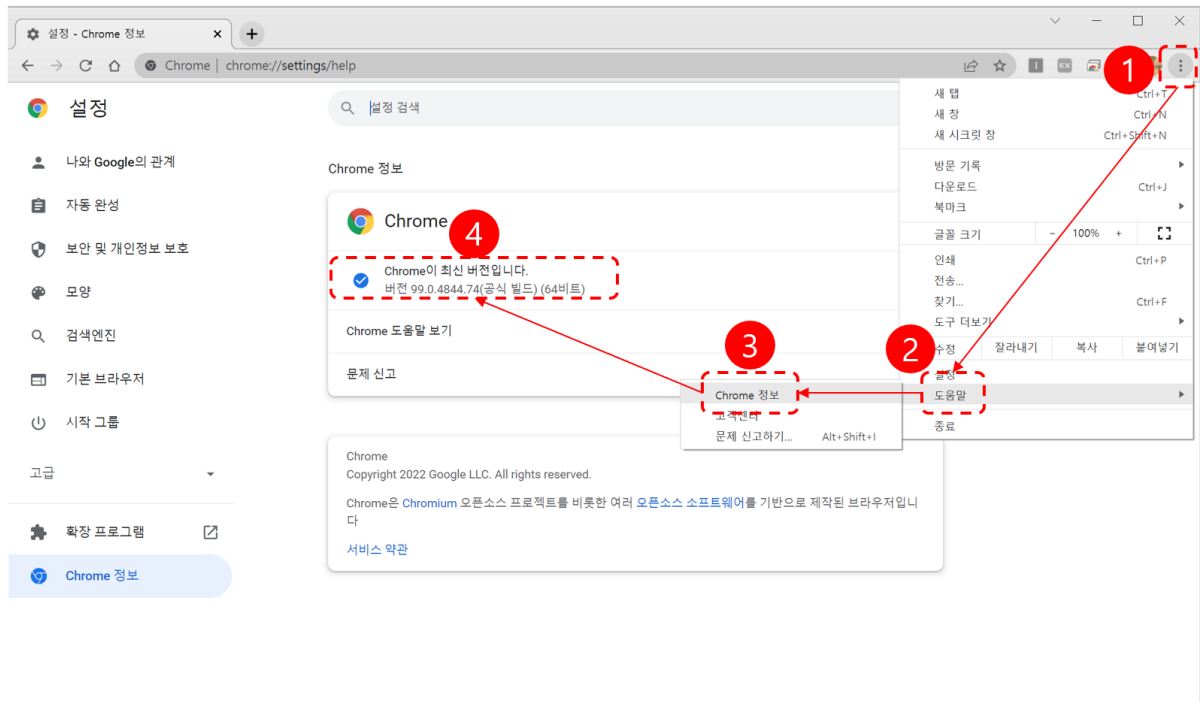 설정 - Chrome 정보
Chrome | chrome://settings/help
I EX 1
설정
설정 검색
나와 Google의 관계
자동 완성
보안 및 개인정보 보호
모양
검색엔진
기본 브라우저
시작 그룹
고급
확장 프로그램
Chrome 정보
Chrome 정보
Chrome
4
Chrome이 최신 버전입니다.
버전 99.0.4844.74(공식 빌드) (64비트)
Chrome 도움말 보기
문제 신고
Chrome
Copyright 2022 Google LLC. All rights reserved.
Chrome은 Chromium 오픈소스 프로젝트를 비롯한 여러 오픈소스 소프트웨어를 기반으로 제작된 브라우저입니
다
서비스 약관
새 탭 Ctrl+T
새 창 Ctrl+N
새 시크릿 창 Ctrl+Shift+N
방문 기록
다운로드 Ctrl+J
북마크
글꼴 크기 - 100% +
인쇄 Ctrl+P
전송...
찾기... Ctrl+F
도구 더보기
2
수정 잘라내기 복사 붙여넣기
설정
도움말
종료
3
Chrome 정보
고객센터
문제 신고하기... Alt+Shift+I